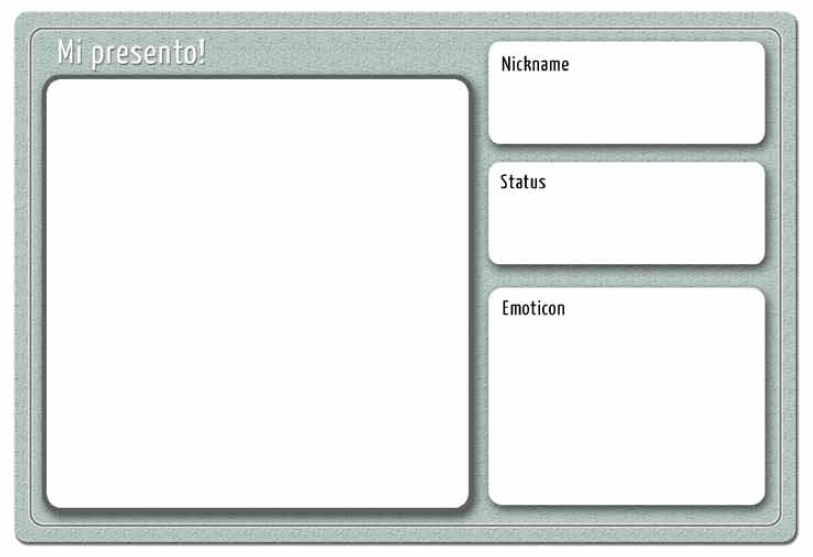 Mi presento!
Nickname
Status
Emoticon